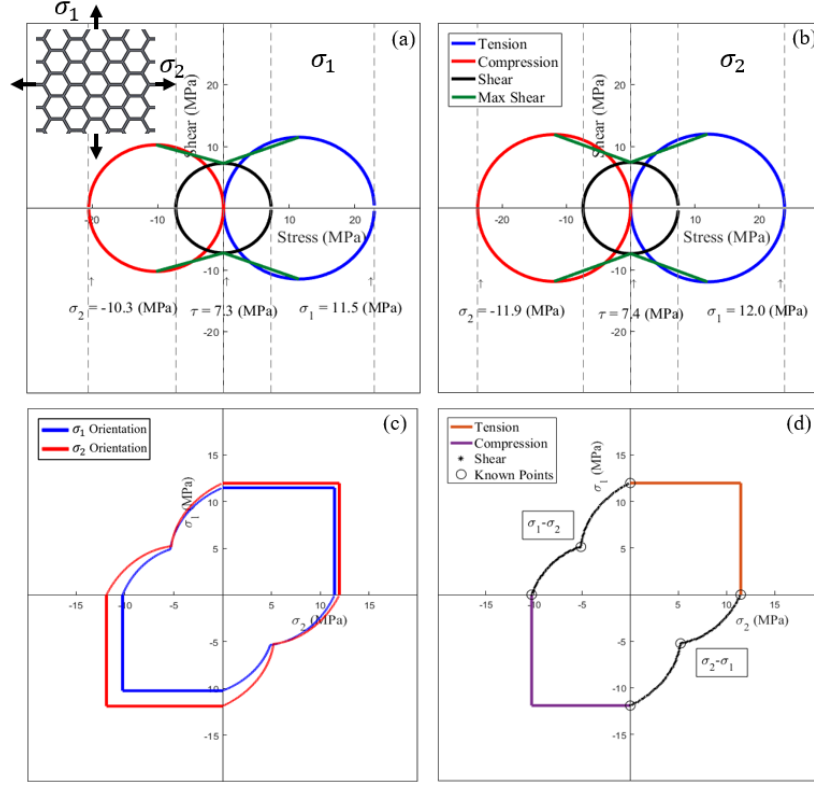 σ1
(a)
σ2
σ1
20
10
Shear (MPa)
-20
-10
10
20
Stress (MPa)
-10
-20
σ2 = -10.3 (MPa)
τ = 7.3 (MPa)
σ1 = 11.5 (MPa)
(b)
Tension
Compression
Shear
Max Shear
σ2
20
10
Shear (MPa)
-20
-10
10
20
Stress (MPa)
-10
-20
σ2 = -11.9 (MPa)
τ = 7.4 (MPa)
σ1 = 12.0 (MPa)
(c)
σ1 Orientation
σ2 Orientation
15
10
5
σ1 (MPa)
-15
-10
-5
5
10
15
σ2 (MPa)
-5
-10
-15
(d)
Tension
Compression
Shear
Known Points
15
10
5
σ1 (MPa)
σ1-σ2
-15
-10
-5
5
10
15
σ2 (MPa)
-5
σ2-σ1
-10
-15